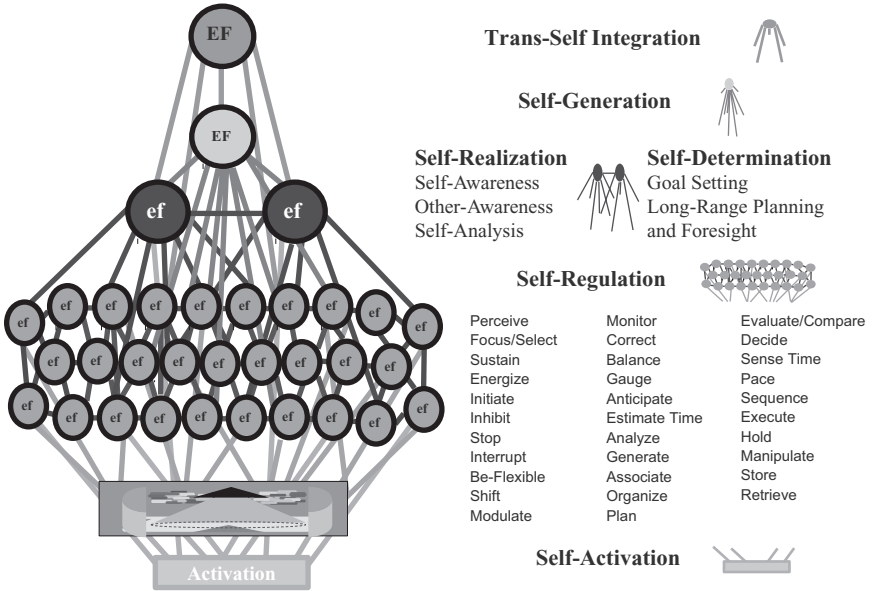 EF
EF
ef ef
ef ef ef ef ef ef ef ef ef ef
ef ef ef ef ef ef ef ef ef
ef ef ef ef ef ef ef ef ef ef
Activation
Trans-Self Integration
Self-Generation
Self-Realization
Self-Awareness
Other-Awareness
Self-Analysis
Self-Determination
Goal Setting
Long-Range Planning
and Foresight
Self-Regulation
Perceive
Focus/Select
Sustain
Energize
Initiate
Inhibit
Stop
Interrupt
Be-Flexible
Shift
Modulate
Monitor
Correct
Balance
Gauge
Anticipate
Estimate Time
Analyze
Generate
Associate
Organize
Plan
Evaluate/Compare
Decide
Sense Time
Pace
Sequence
Execute
Hold
Manipulate
Store
Retrieve
Self-Activation